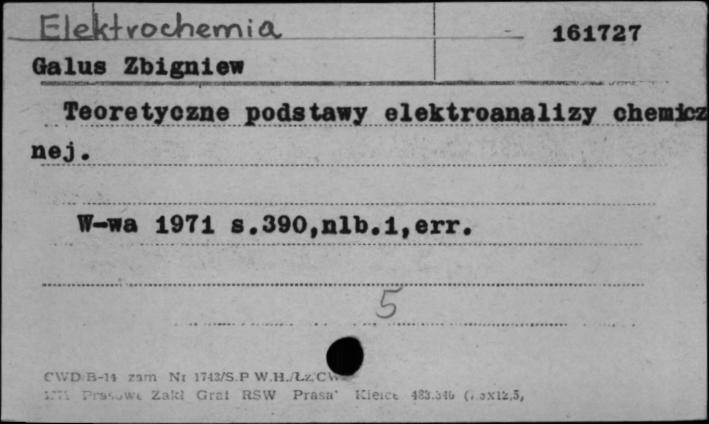 Elektrochemia 161727
Galus Zbigniew
Teoretyczne podstawy elektroanalizy chemicz
nej.
W-wa 1971 s.390,nlb.1,err.
5
CWD B-14 zam Nr 1743/S.P W.H./Łz.
Prasowe Zakł Graf RSW Prasa" Kielce